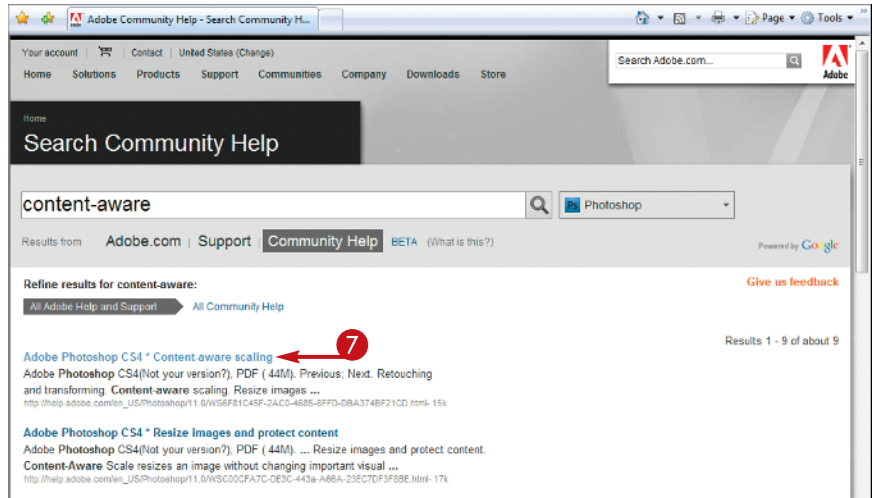 Adobe Community Help - Search Community H...
Page
Tools
»
Your account | | Contact | United States (Change)
Home Solutions Products Support Communities Company Downloads Store
Search Adobe.com...
Adobe
Home
Search Community Help
content-aware
Ps Photoshop
Results from Adobe.com | Support | Community Help BETA (What is this?)
Powered by Google
Refine results for content-aware:
Give us feedback
All Adobe Help and Support All Community Help
Results 1 - 9 of about 9
7
Adobe Photoshop CS4 * Content-aware scaling
Adobe Photoshop CS4(Not your version?), PDF ( 44M). Previous; Next. Retouching
and transforming. Content-aware scaling. Resize images ...
http://help.adobe.com/en_US/Photoshop/11.0/WS6F81C45F-2AC0-4685-8FFD-DBA374BF21CD.html- 15k
Adobe Photoshop CS4 * Resize images and protect content
Adobe Photoshop CS4(Not your version?), PDF ( 44M). ... Resize images and protect content.
Content-Aware Scale resizes an image without changing important visual ...
http://help.adobe.com/en_US/Photoshop/11.0/WSC00CFA7C-DE3C-443a-A66A-23EC7DF3F8BE.html- 17k